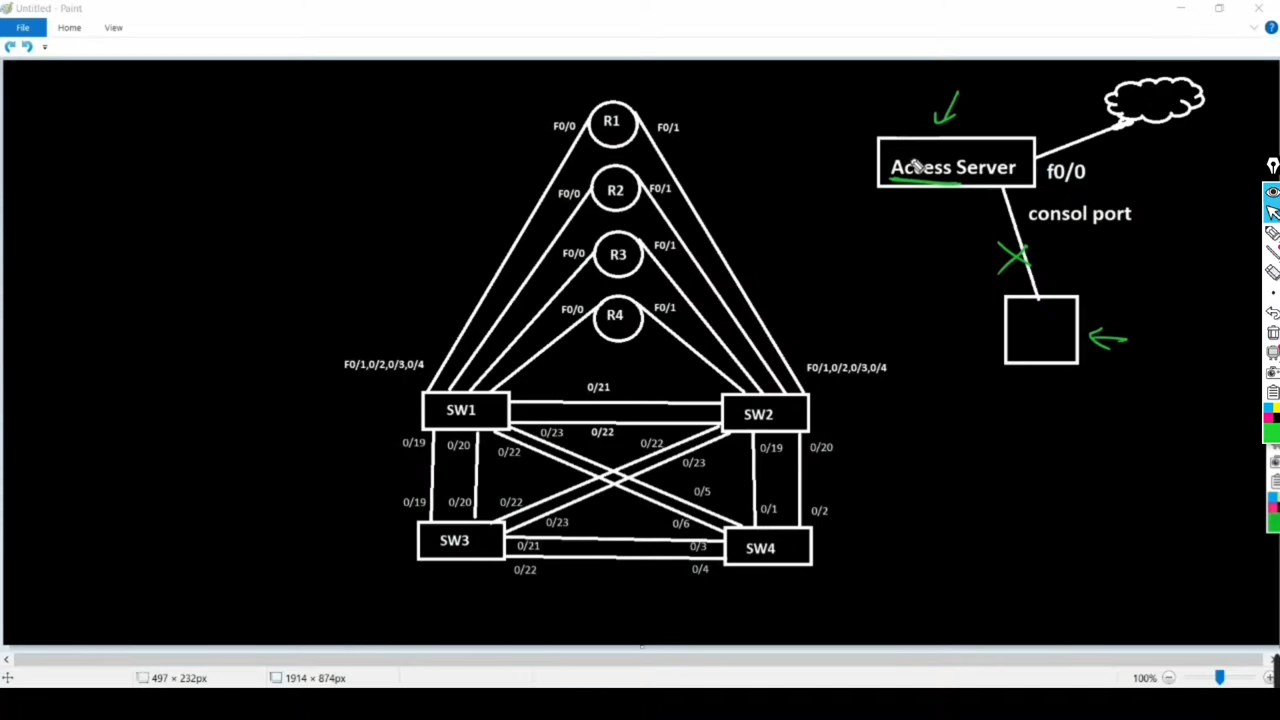 Untitled - Paint
File Home View
R1
F0/0 F0/1
R2
F0/0 F0/1
R3
F0/0 F0/1
R4
F0/0 F0/1
F0/1,0/2,0/3,0/4 F0/1,0/2,0/3,0/4
0/21
SW1 SW2
0/19 0/20 0/22 0/23 0/22 0/22 0/23 0/19 0/20
0/5
0/19 0/20 0/22 0/23 0/6 0/1 0/2
SW3 0/21 0/3 SW4
0/22 0/4
Access Server
f0/0
consol port
497 × 232px 1914 × 874px 100%